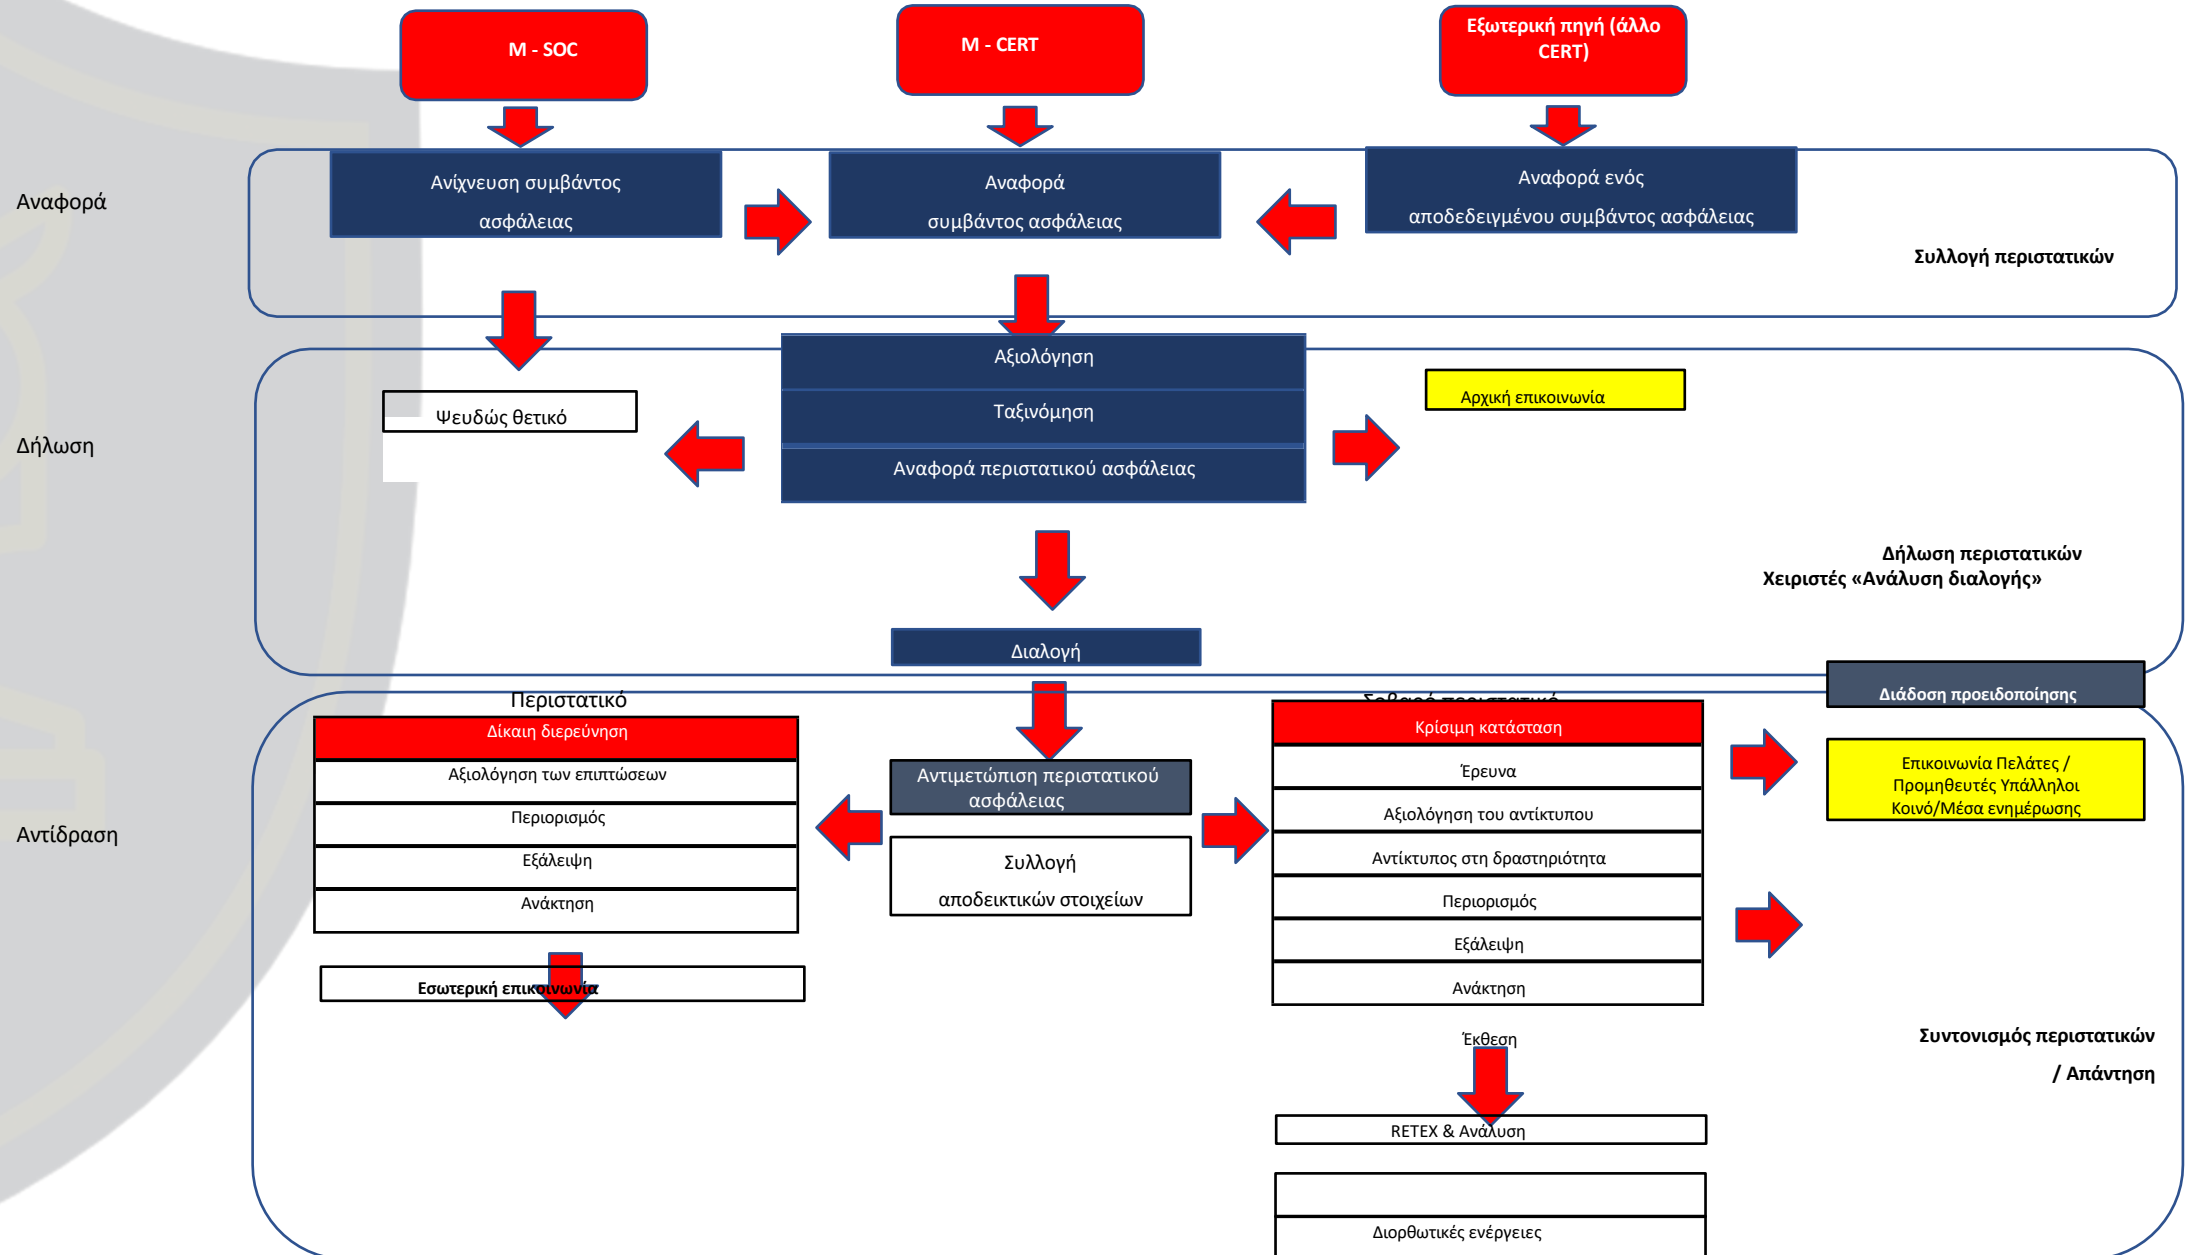 M - SOC
M - CERT
Εξωτερική πηγή (άλλο
CERT)
Αναφορά
Ανίχνευση συμβάντος
ασφάλειας
Αναφορά
συμβάντος ασφάλειας
Αναφορά ενός
αποδεδειγμένου συμβάντος ασφάλειας
Συλλογή περιστατικών
Δήλωση
Ψευδώς θετικό
Αξιολόγηση
Ταξινόμηση
Αναφορά περιστατικού ασφάλειας
Αρχική επικοινωνία
Δήλωση περιστατικών
Χειριστές «Ανάλυση διαλογής»
Διαλογή
Διάδοση προειδοποίησης
Αντίδραση
Περιστατικό
Δίκαιη διερεύνηση
Αξιολόγηση των επιπτώσεων
Περιορισμός
Εξάλειψη
Ανάκτηση
Εσωτερική επικοινωνία
Αντιμετώπιση περιστατικού
ασφάλειας
Συλλογή
αποδεικτικών στοιχείων
Σοβαρό περιστατικό
Κρίσιμη κατάσταση
Έρευνα
Αξιολόγηση του αντίκτυπου
Αντίκτυπος στη δραστηριότητα
Περιορισμός
Εξάλειψη
Ανάκτηση
Έκθεση
RETEX & Ανάλυση
Διορθωτικές ενέργειες
Επικοινωνία Πελάτες /
Προμηθευτές Υπάλληλοι
Κοινό/Μέσα ενημέρωσης
Συντονισμός περιστατικών
/ Απάντηση